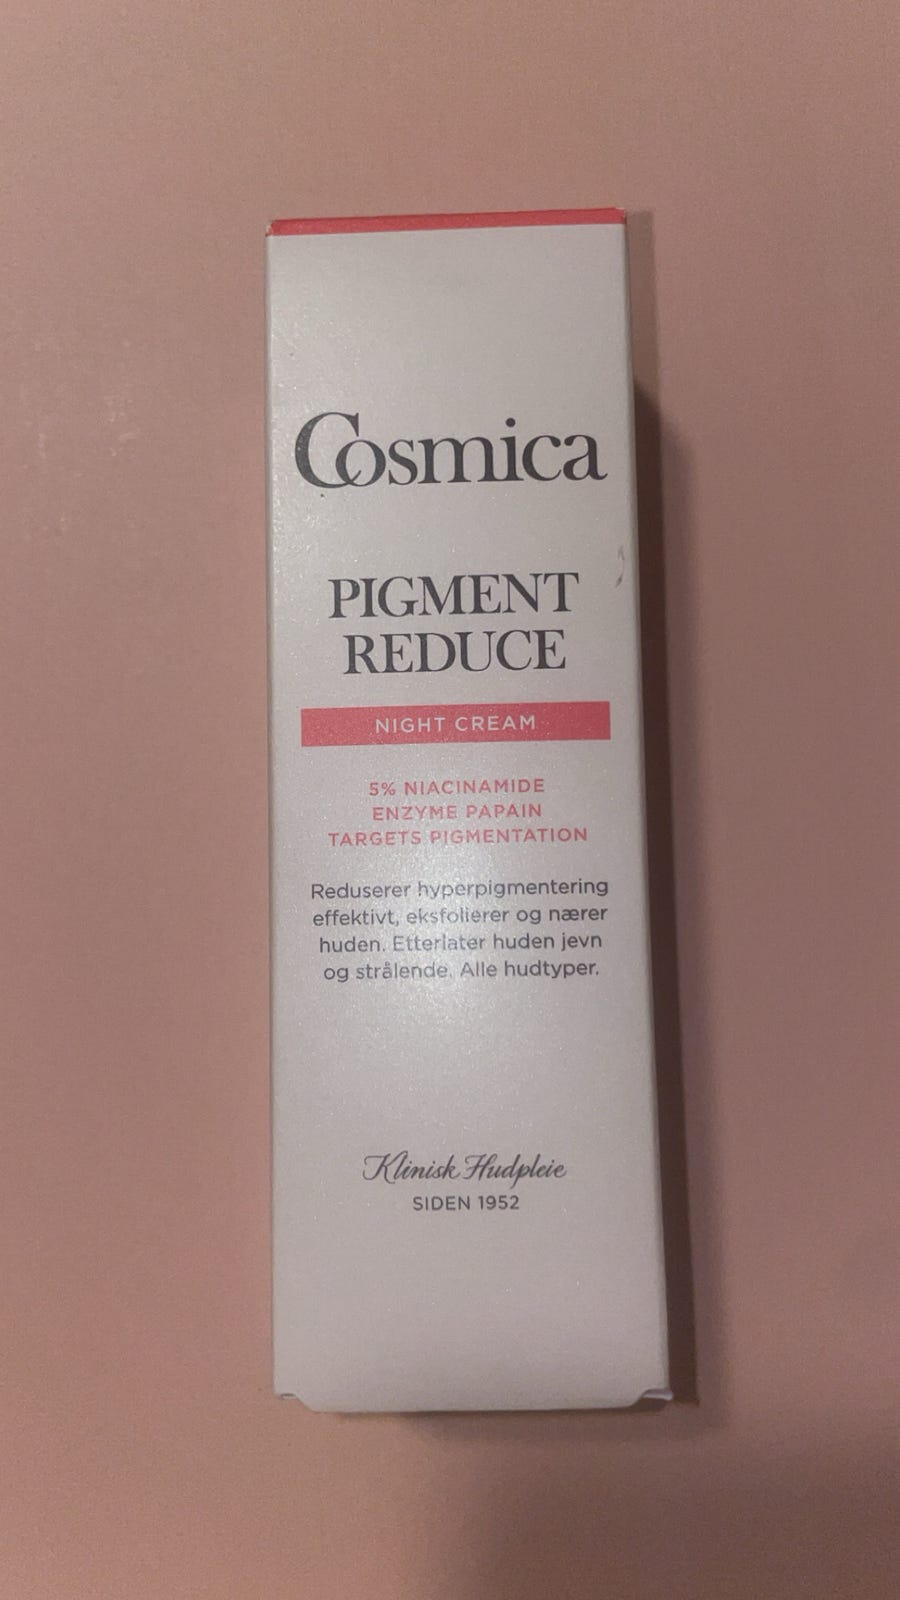 Cosmica
PIGMENT
REDUCE
NIGHT CREAM
5% NIACINAMIDE
ENZYME PAPAIN
TARGETS PIGMENTATION
Reduserer hyperpigmentering
effektivt, eksfolierer og nærer
huden. Etterlater huden jevn
og strålende. Alle hudtyper.
Klinisk Hudpleie
SIDEN 1952